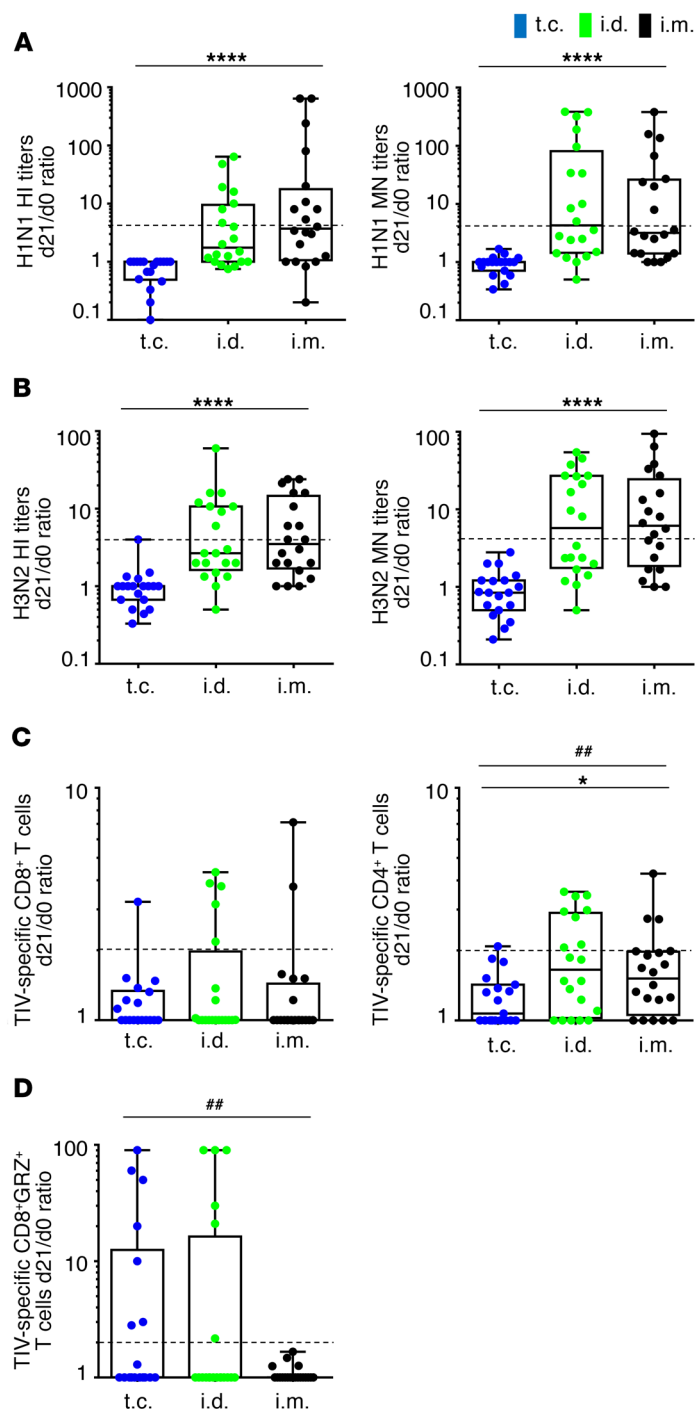 t.c. i.d. i.m.
A
**** ****
H1N1 HI titers
d21/d0 ratio
1000
100
10
1
0.1
t.c. i.d. i.m.
H1N1 MN titers
d21/d0 ratio
1000
100
10
1
0.1
t.c. i.d. i.m.
B
**** ****
H3N2 HI titers
d21/d0 ratio
100
10
1
0.1
t.c. i.d. i.m.
H3N2 MN titers
d21/d0 ratio
100
10
1
0.1
t.c. i.d. i.m.
C
TIV-specific CD8⁺ T cells
d21/d0 ratio
10
1
t.c. i.d. i.m.
##
*
TIV-specific CD4⁺ T cells
d21/d0 ratio
10
1
t.c. i.d. i.m.
D
##
TIV-specific CD8⁺GRZ⁺
T cells d21/d0 ratio
100
10
1
t.c. i.d. i.m.